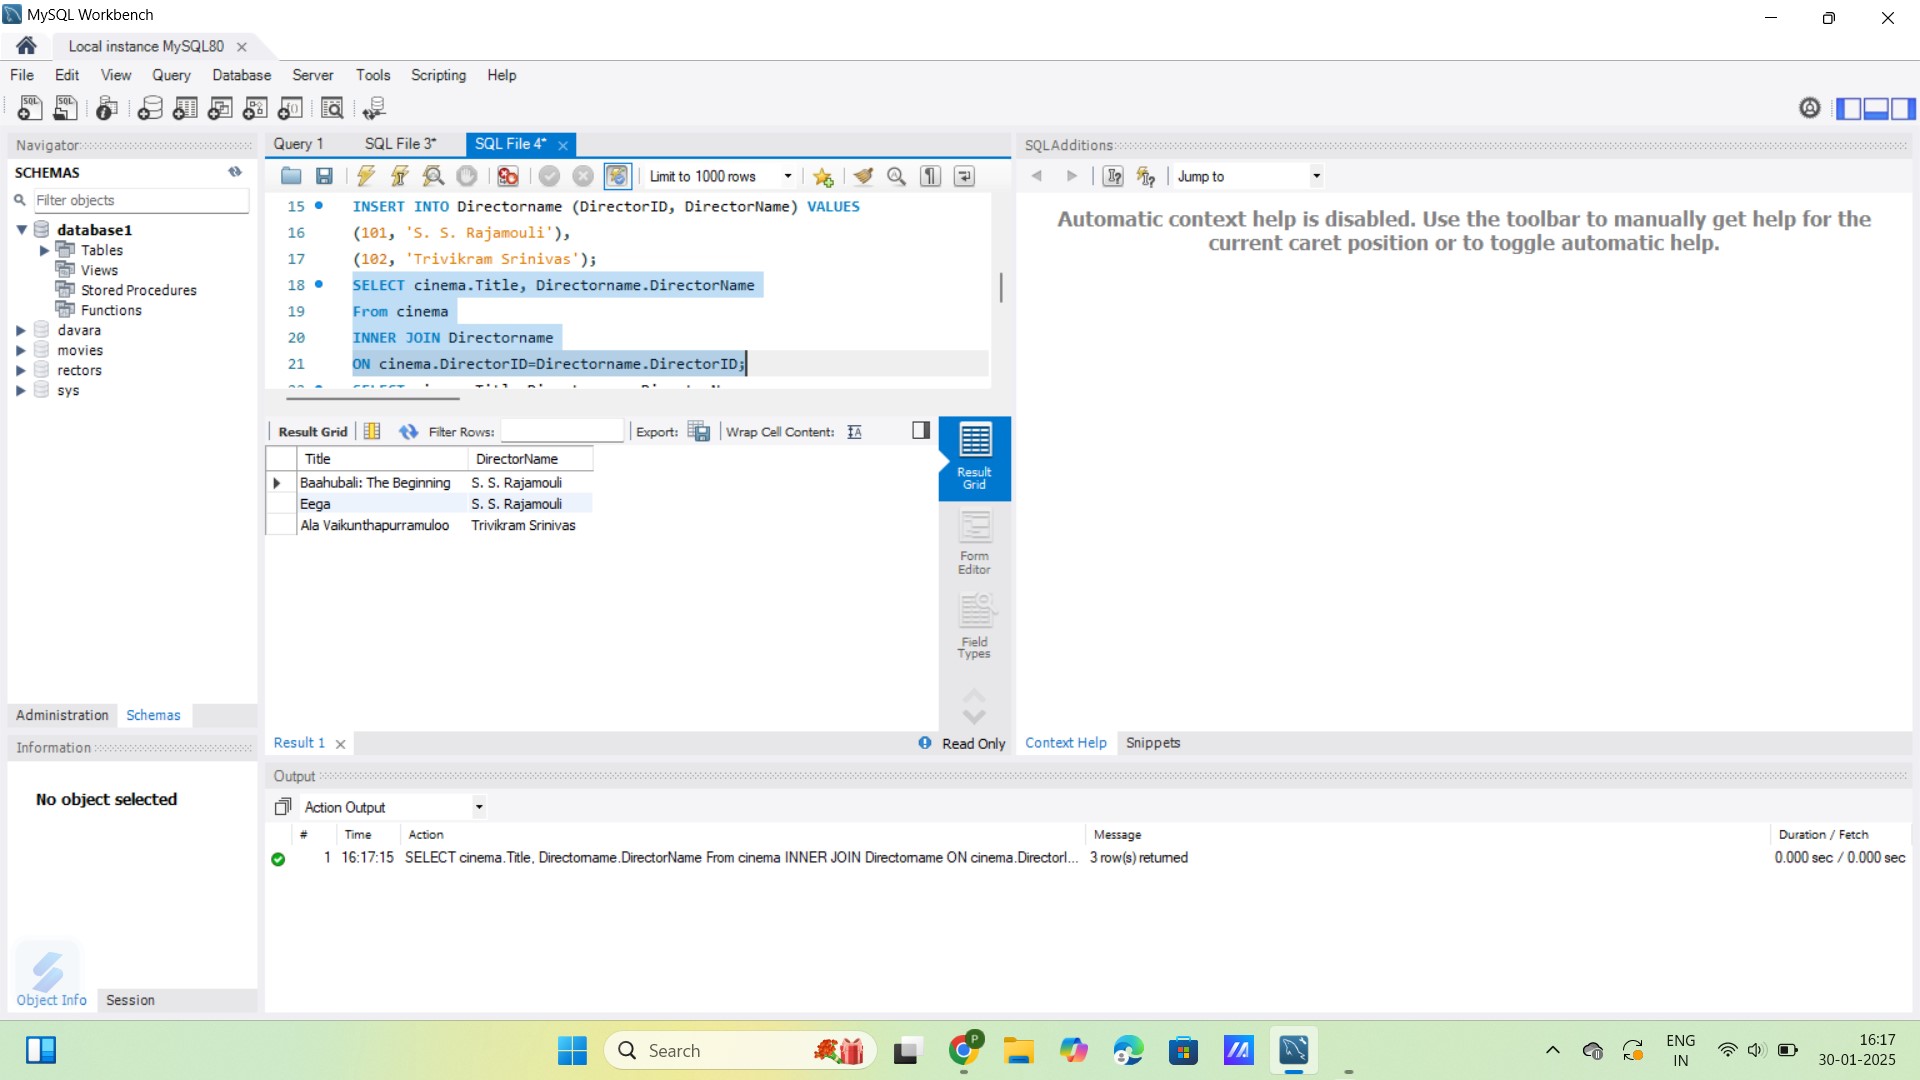 MySQL Workbench
Local instance MySQL80
File Edit View Query Database Server Tools Scripting Help
Navigator
SCHEMAS
Filter objects
database1
Tables
Views
Stored Procedures
Functions
davara
movies
rectors
sys
Administration Schemas
Information
No object selected
Object Info Session
Query 1 SQL File 3* SQL File 4*
Limit to 1000 rows
15 INSERT INTO Directorname (DirectorID, DirectorName) VALUES
16 (101, 'S. S. Rajamouli'),
17 (102, 'Trivikram Srinivas');
18 SELECT cinema.Title, Directorname.DirectorName
19 From cinema
20 INNER JOIN Directorname
21 ON cinema.DirectorID=Directorname.DirectorID;
Result Grid Filter Rows: Export: Wrap Cell Content:
Title DirectorName
Baahubali: The Beginning S. S. Rajamouli
Eega S. S. Rajamouli
Ala Vaikunthapurramuloo Trivikram Srinivas
Result
Grid
Form
Editor
Field
Types
Result 1 Read Only
SQLAdditions
Jump to
Automatic context help is disabled. Use the toolbar to manually get help for the
current caret position or to toggle automatic help.
Context Help Snippets
Output
Action Output
# Time Action Message Duration / Fetch
1 16:17:15 SELECT cinema.Title, Directorname.DirectorName From cinema INNER JOIN Directorname ON cinema.DirectorI... 3 row(s) returned 0.000 sec / 0.000 sec
Search
ENG
IN
16:17
30-01-2025